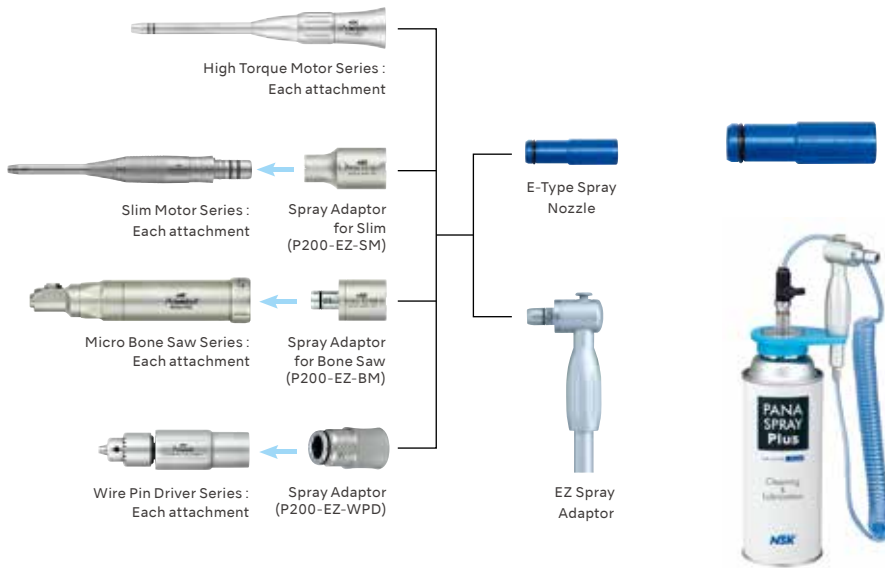 High Torque Motor Series :
Each attachment
Slim Motor Series :
Each attachment
Spray Adaptor
for Slim
(P200-EZ-SM)
Micro Bone Saw Series :
Each attachment
Spray Adaptor
for Bone Saw
(P200-EZ-BM)
Wire Pin Driver Series :
Each attachment
Spray Adaptor
(P200-EZ-WPD)
E-Type Spray
Nozzle
EZ Spray
Adaptor
PANA
SPRAY
Plus
Cleaning
&
Lubrication
NSK